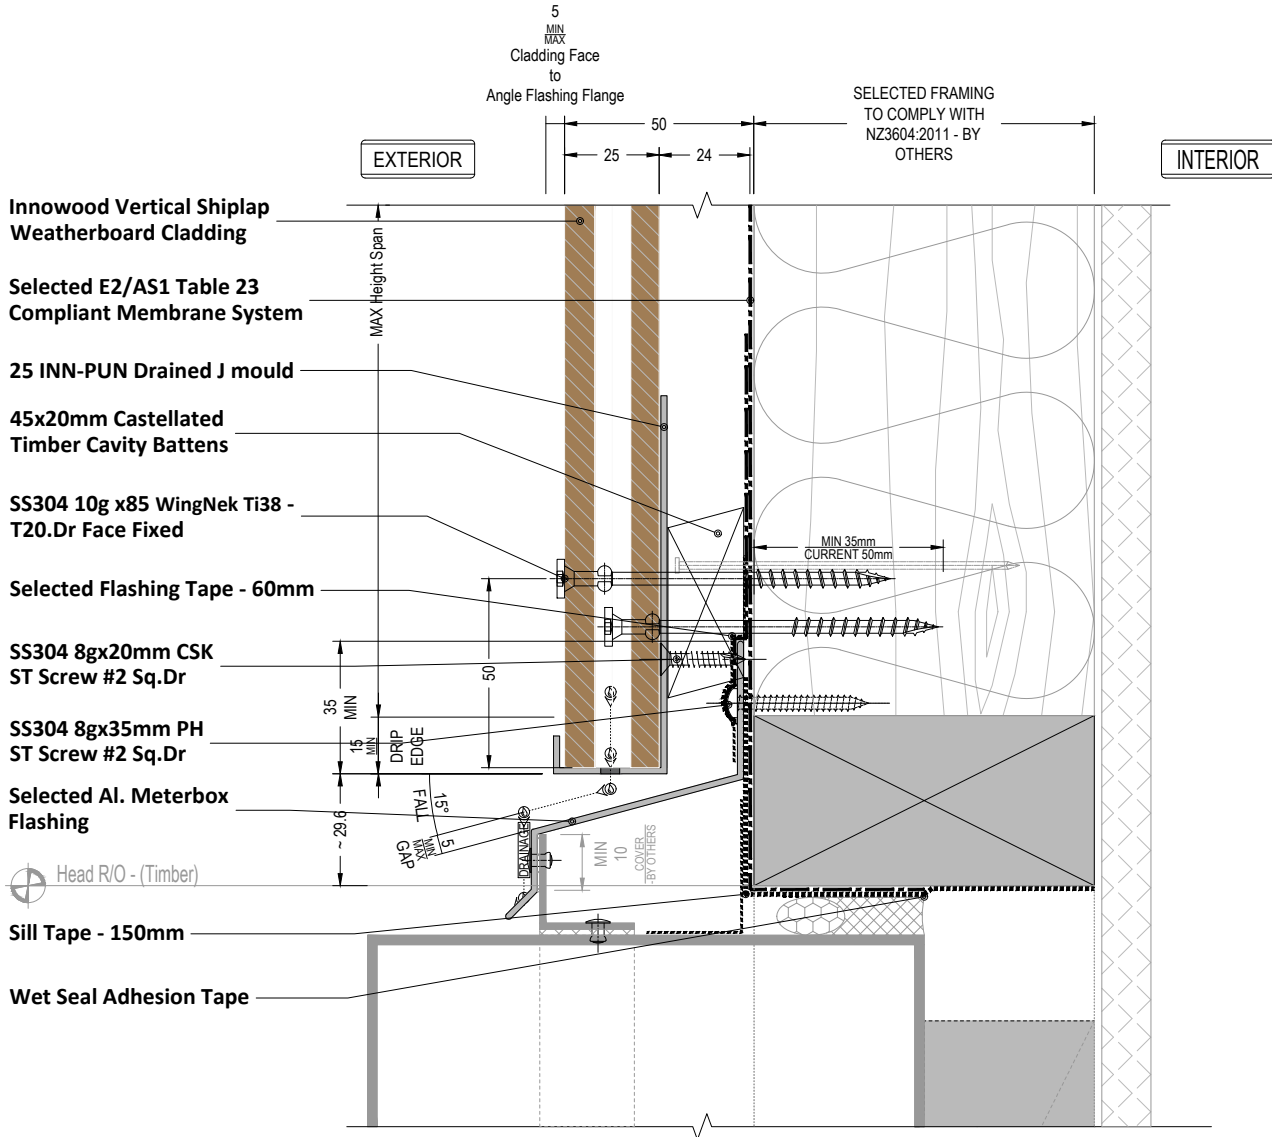 5
MIN
MAX
Cladding Face
to
Angle Flashing Flange
SELECTED FRAMING
TO COMPLY WITH
NZ3604:2011 - BY
OTHERS
50
25
24
EXTERIOR
INTERIOR
Innowood Vertical Shiplap
Weatherboard Cladding
MAX Height Span
Selected E2/AS1 Table 23
Compliant Membrane System
25 INN-PUN Drained J mould
45x20mm Castellated
Timber Cavity Battens
SS304 10g x85 WingNek Ti38 -
T20.Dr Face Fixed
MIN 35mm
CURRENT 50mm
Selected Flashing Tape - 60mm
SS304 8gx20mm CSK
ST Screw #2 Sq.Dr
50
35
MIN
SS304 8gx35mm PH
ST Screw #2 Sq.Dr
15
MIN
DRIP
EDGE
Selected Al. Meterbox
Flashing
~ 29.6
15°
FALL
5
MIN
MAX
GAP
DRAINAGE
MIN
10
COVER
-BY OTHERS
Head R/O - (Timber)
Sill Tape - 150mm
Wet Seal Adhesion Tape